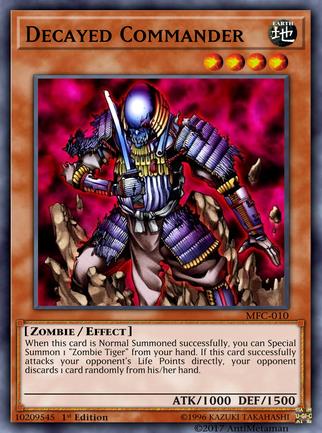 DECAYED COMMANDER
EARTH
地
MFC-010
[ZOMBIE / EFFECT]
When this card is Normal Summoned successfully, you can Special
Summon 1 "Zombie Tiger" from your hand. If this card successfully
attacks your opponent's Life Points directly, your opponent
discards 1 card randomly from his/her hand.
ATK/1000 DEF/1500
10209545 1st Edition ©1996 KAZUKI TAKAHASHI
©2017 AntiMetaman